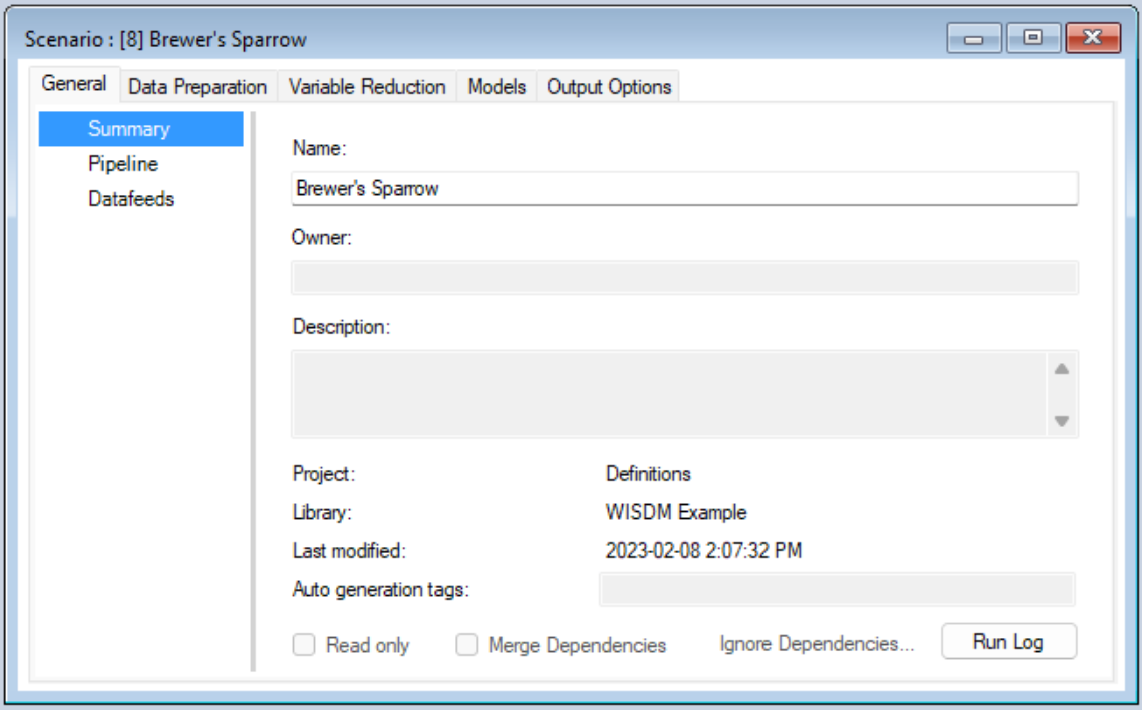 Scenario : [8] Brewer's Sparrow
General Data Preparation Variable Reduction Models Output Options
Summary
Pipeline
Datafeeds
Name:
Brewer's Sparrow
Owner:
Description:
Project: Definitions
Library: WISDM Example
Last modified: 2023-02-08 2:07:32 PM
Auto generation tags:
Read only Merge Dependencies Ignore Dependencies... Run Log